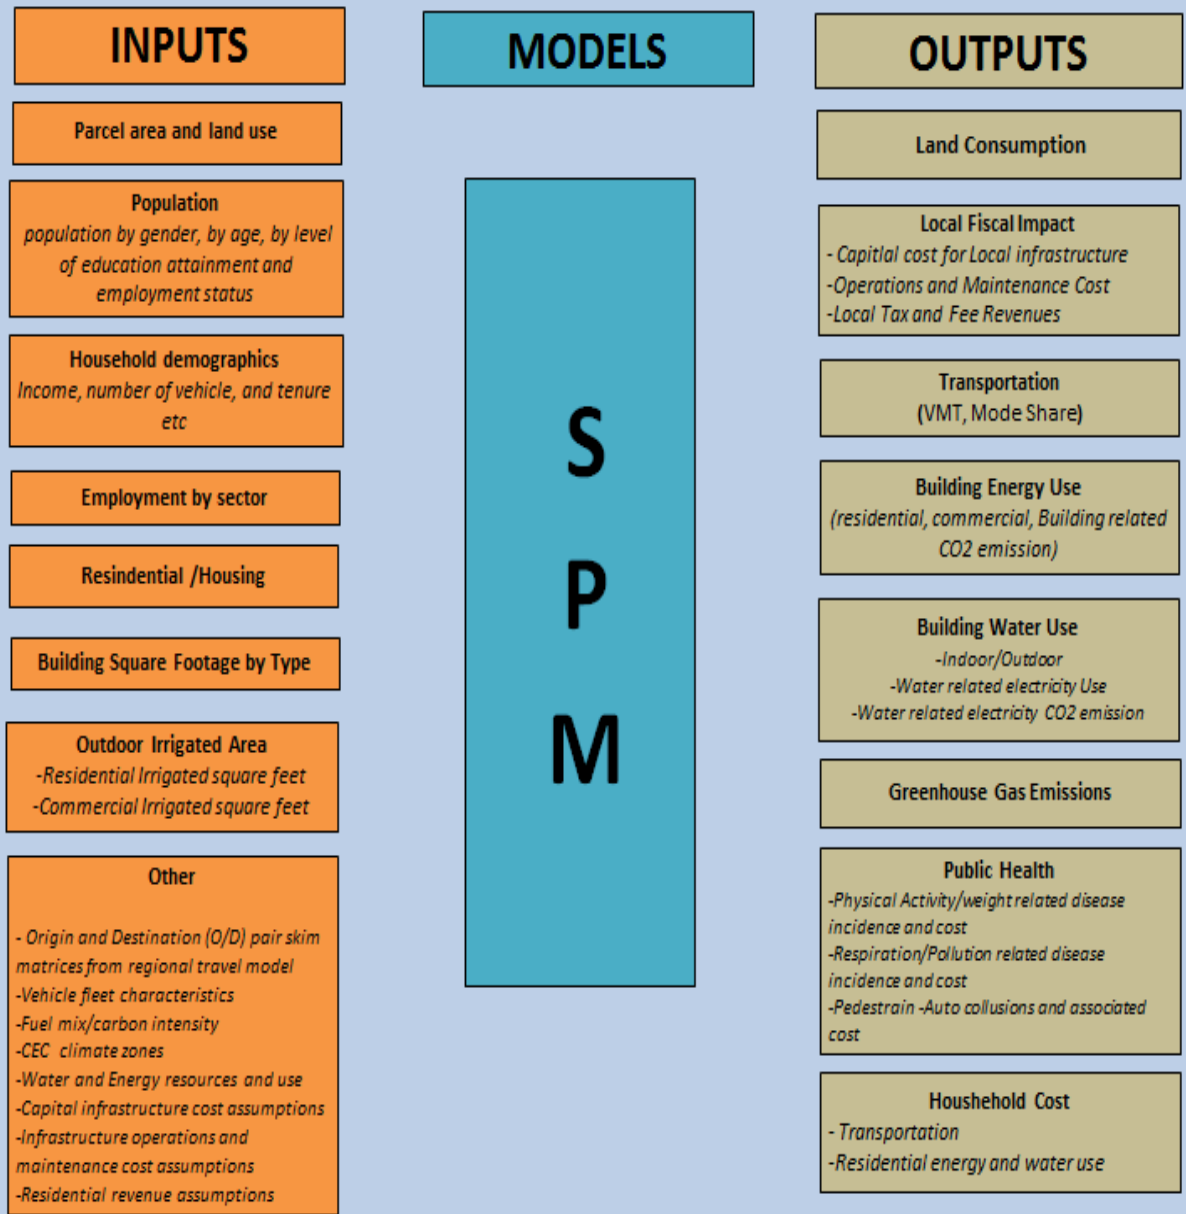 INPUTS
Parcel area and land use
Population
population by gender, by age, by level
of education attainment and
employment status
Household demographics
Income, number of vehicle, and tenure
etc
Employment by sector
Resindential /Housing
Building Square Footage by Type
Outdoor Irrigated Area
-Residential Irrigated square feet
-Commercial Irrigated square feet
Other
- Origin and Destination (O/D) pair skim
matrices from regional travel model
-Vehicle fleet characteristics
-Fuel mix/carbon intensity
-CEC climate zones
-Water and Energy resources and use
-Capital infrastructure cost assumptions
-Infrastructure operations and
maintenance cost assumptions
-Residential revenue assumptions
MODELS
S
P
M
OUTPUTS
Land Consumption
Local Fiscal Impact
- Capitlal cost for Local infrastructure
-Operations and Maintenance Cost
-Local Tax and Fee Revenues
Transportation
(VMT, Mode Share)
Building Energy Use
(residential, commercial, Building related
CO2 emission)
Building Water Use
-Indoor/Outdoor
-Water related electricity Use
-Water related electricity CO2 emission
Greenhouse Gas Emissions
Public Health
-Physical Activity/weight related disease
incidence and cost
-Respiration/Pollution related disease
incidence and cost
-Pedestrain -Auto collusions and associated
cost
Houshehold Cost
- Transportation
-Residential energy and water use